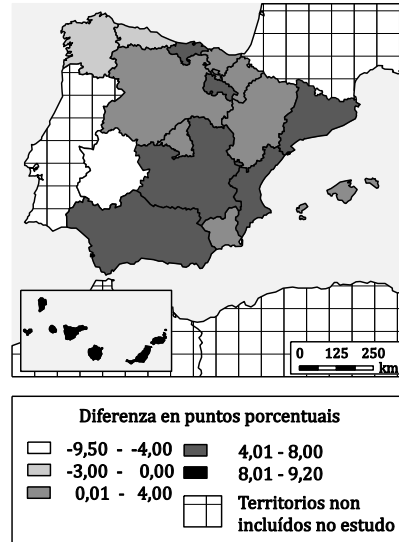 0 125 250
km
Diferenza en puntos porcentuais
-9,50 - -4,00
-3,00 - 0,00
0,01 - 4,00
4,01 - 8,00
8,01 - 9,20
Territorios non
incluídos no estudo